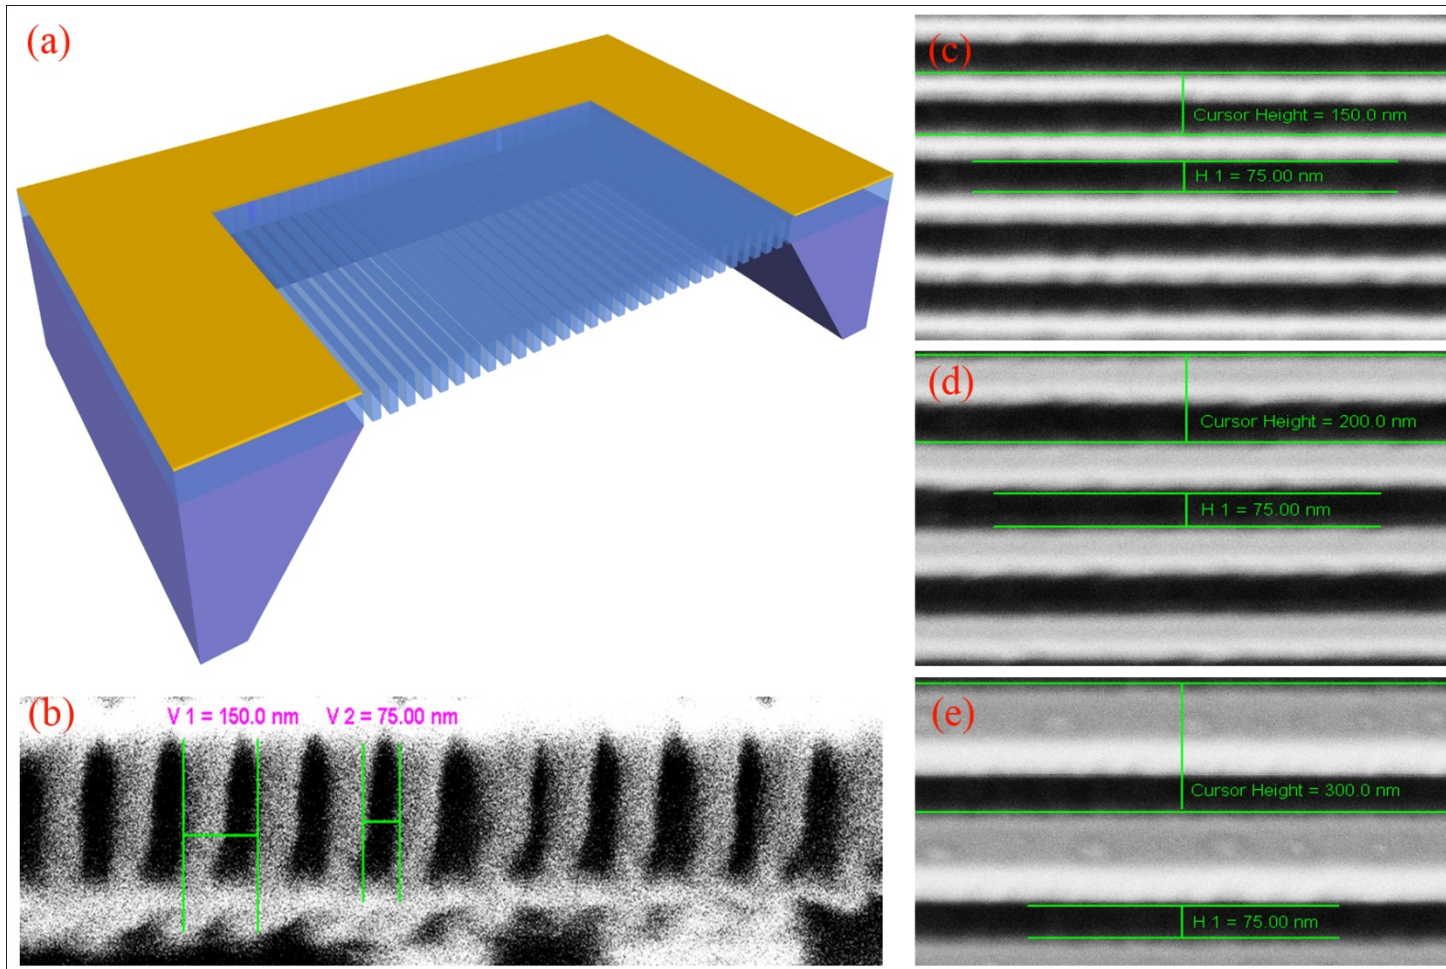 (a)
(b)
V 1 = 150.0 nm
V 2 = 75.00 nm
(c)
Cursor Height = 150.0 nm
H 1 = 75.00 nm
(d)
Cursor Height = 200.0 nm
H 1 = 75.00 nm
(e)
Cursor Height = 300.0 nm
H 1 = 75.00 nm